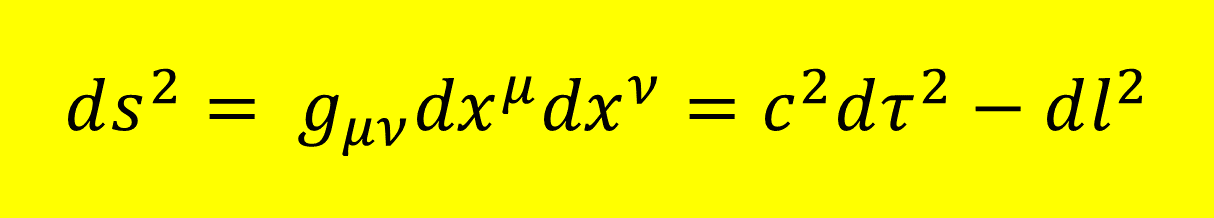 ds² = g_μν dx^μ dx^ν = c²dτ² − dl²